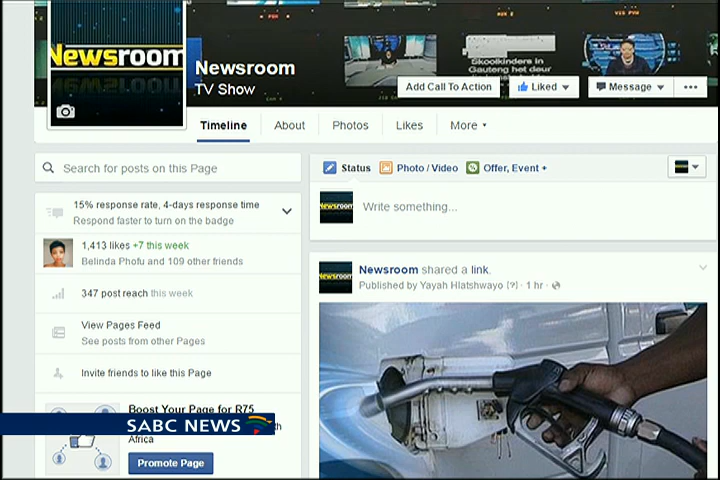 Newsroom
Newsroom
TV Show
Skoolkinders in
Gauteng het deur
Add Call To Action
Liked
Message
Timeline
About
Photos
Likes
More
Search for posts on this Page
15% response rate, 4-days response time
Respond faster to turn on the badge
1,413 likes +7 this week
Belinda Phofu and 109 other friends
347 post reach this week
View Pages Feed
See posts from other Pages
Invite friends to like this Page
Boost Your Page for R75
Africa
Promote Page
Status
Photo / Video
Offer, Event +
Newsroom
Write something...
Newsroom
Newsroom shared a link.
Published by Yayah Hlatshwayo [?] · 1 hr ·
SABC NEWS